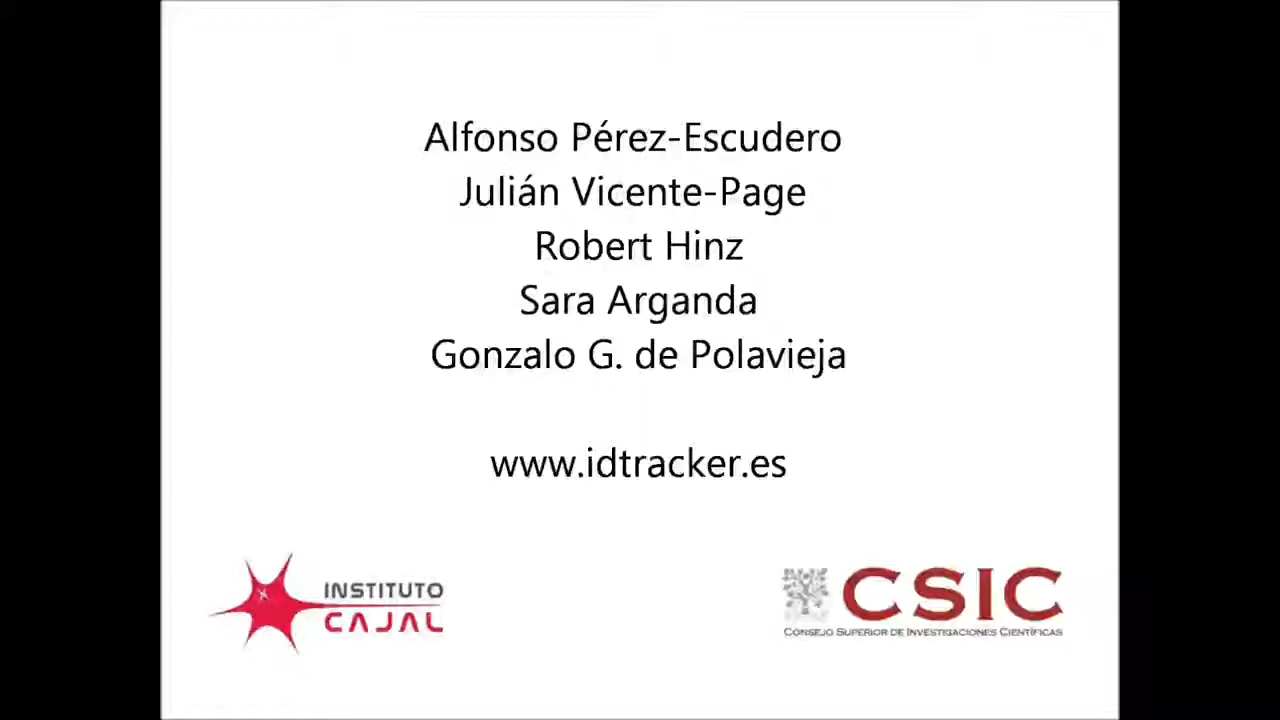 Alfonso Pérez-Escudero
Julián Vicente-Page
Robert Hinz
Sara Arganda
Gonzalo G. de Polavieja
www.idtracker.es
INSTITUTO
CAJAL
CSIC
CONSEJO SUPERIOR DE INVESTIGACIONES CIENTÍFICAS